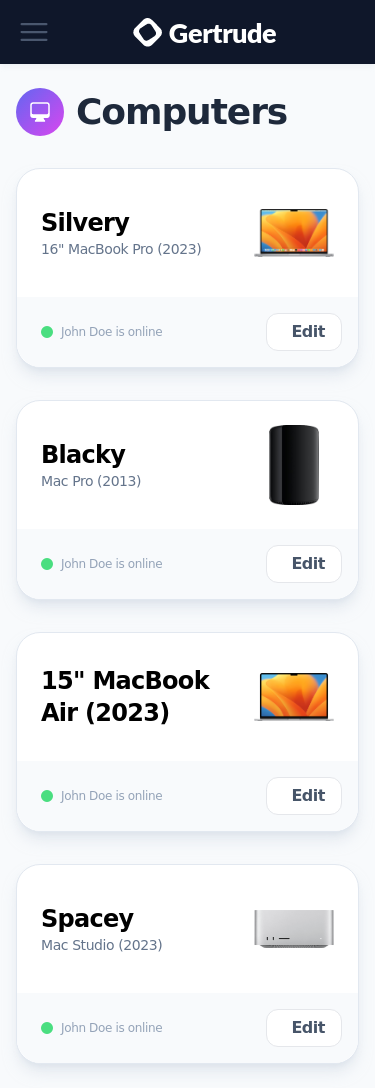 Gertrude
Computers
Silvery
16" MacBook Pro (2023)
John Doe is online
Edit
Blacky
Mac Pro (2013)
John Doe is online
Edit
15" MacBook
Air (2023)
John Doe is online
Edit
Spacey
Mac Studio (2023)
John Doe is online
Edit